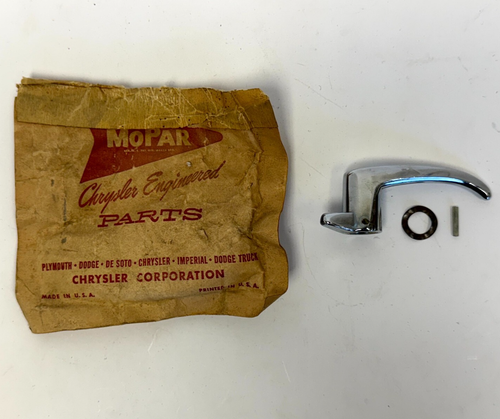 MOPAR
Chrysler Engineered
PARTS
PLYMOUTH • DODGE • DE SOTO • CHRYSLER • IMPERIAL • DODGE TRUCK
CHRYSLER CORPORATION
MADE IN U.S.A. PRINTED IN U.S.A.